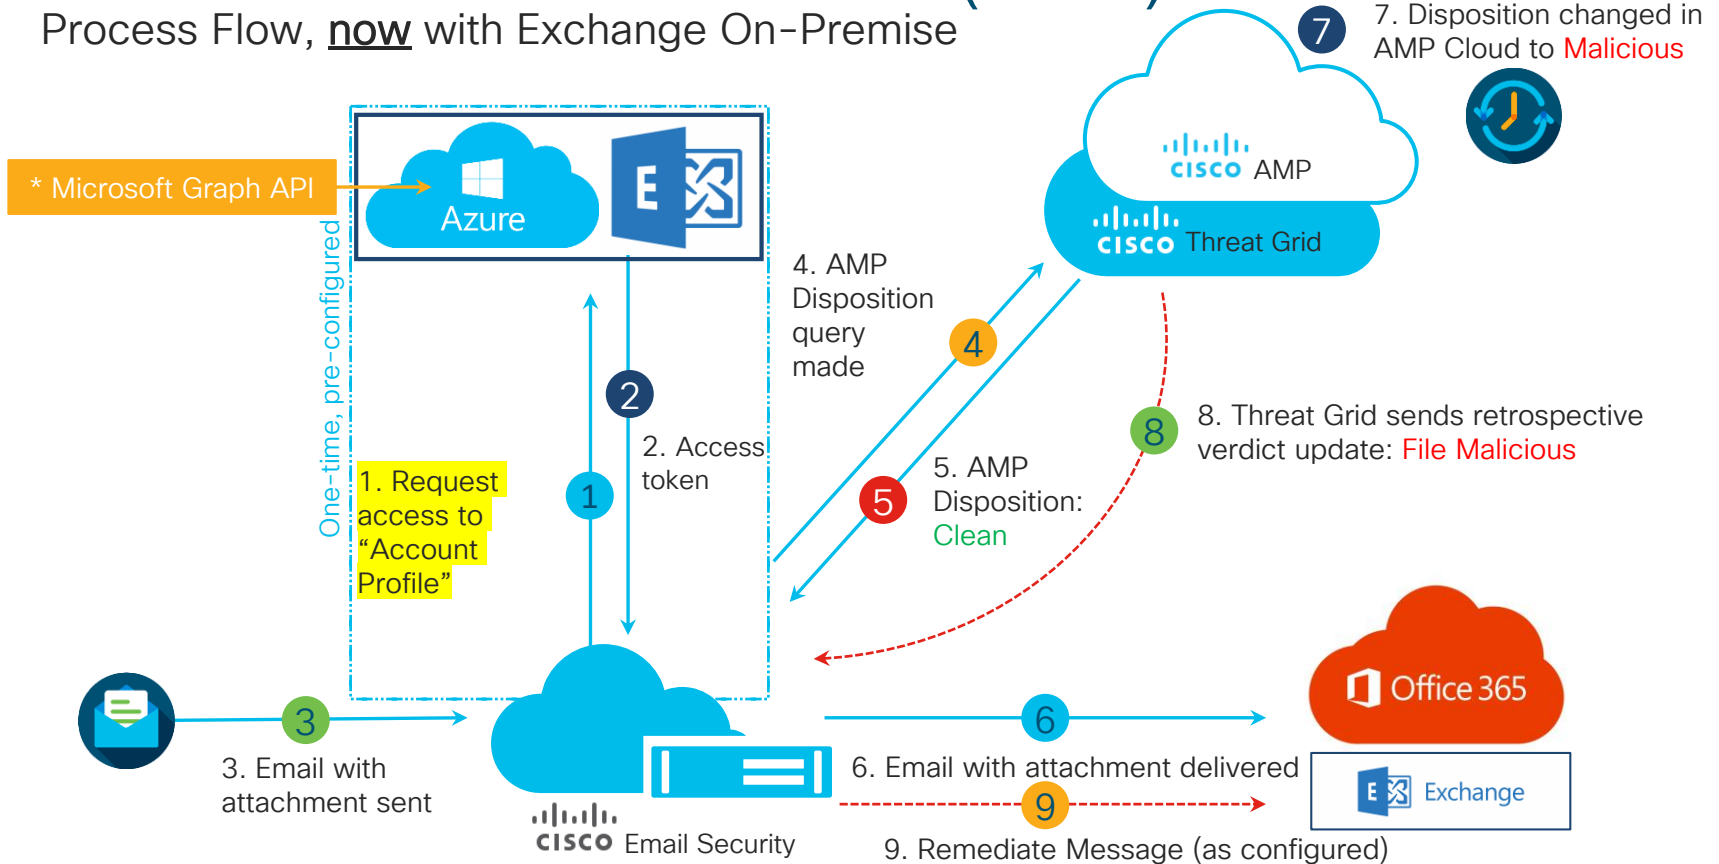 Process Flow, now with Exchange On-Premise
7
7. Disposition changed in
AMP Cloud to Malicious
* Microsoft Graph API
Azure
E
CISCO AMP
CISCO Threat Grid
One-time, pre-configured
4. AMP
Disposition
query
made
4
2
2. Access
token
1. Request
access to
“Account
Profile”
1
5
5. AMP
Disposition:
Clean
8
8. Threat Grid sends retrospective
verdict update: File Malicious
3
3. Email with
attachment sent
CISCO Email Security
6
6. Email with attachment delivered
9
9. Remediate Message (as configured)
Office 365
E Exchange